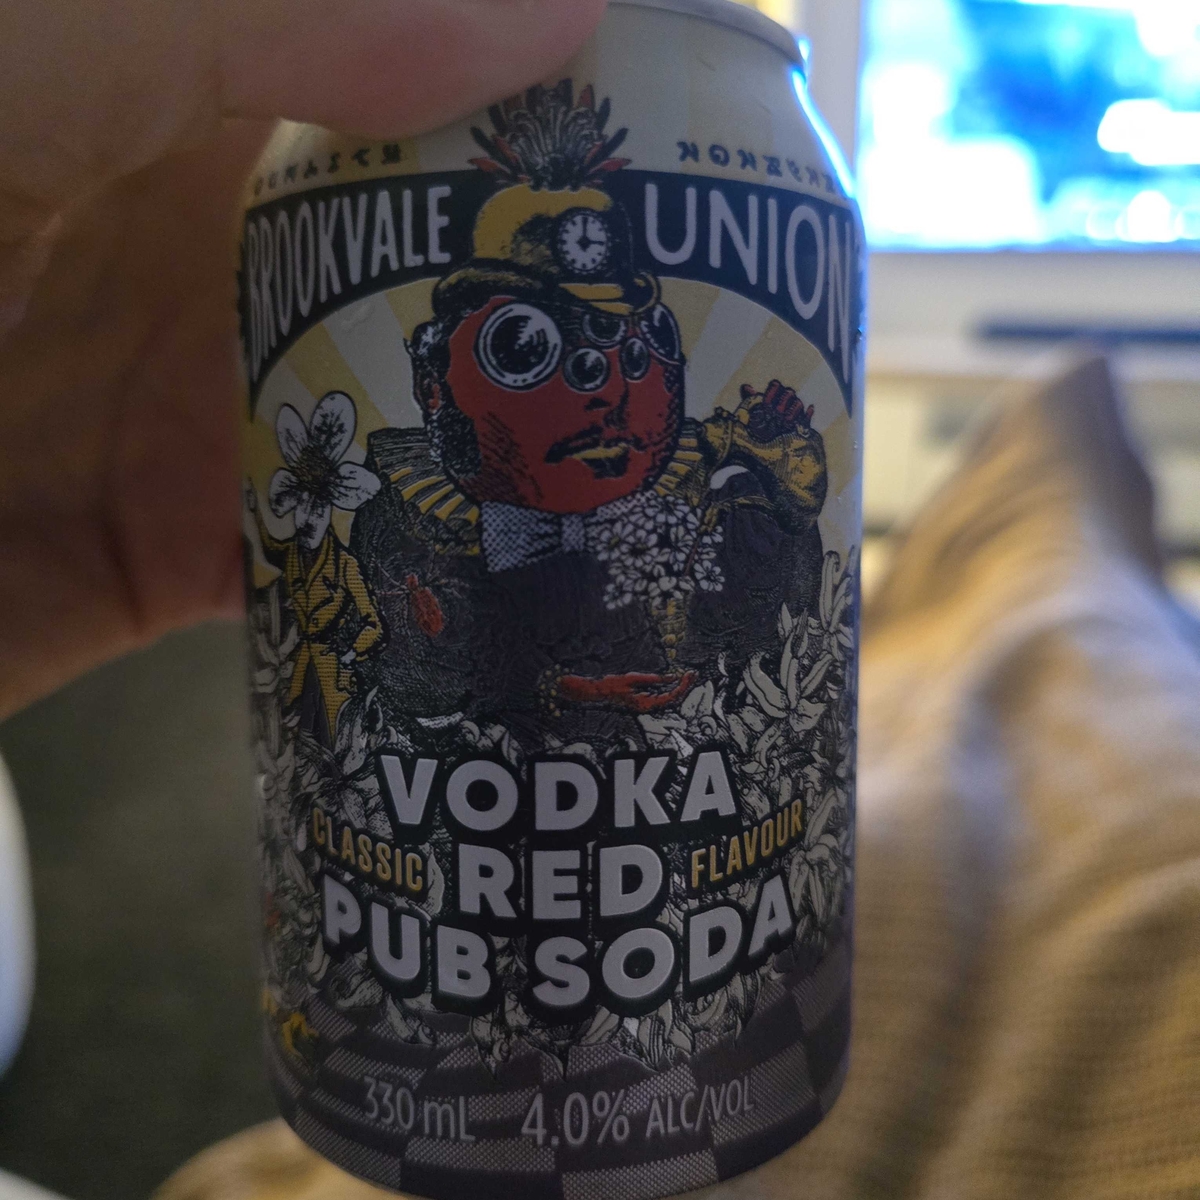 BROOKVALE UNION
VODKA
CLASSIC RED FLAVOUR
PUB SODA
330 mL 4.0% ALC/VOL